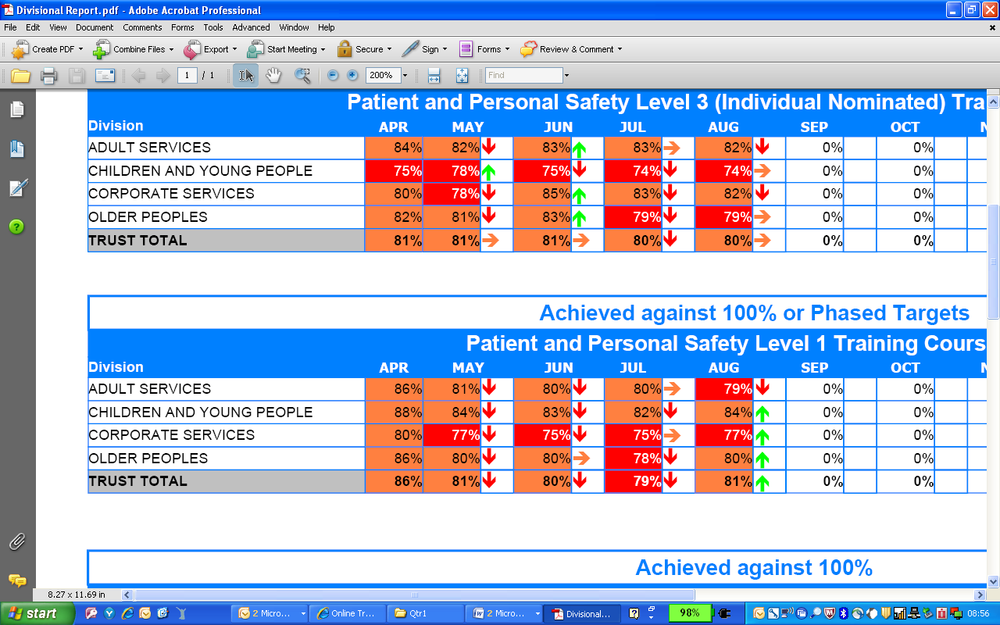 Divisional Report.pdf - Adobe Acrobat Professional
File Edit View Document Comments Forms Tools Advanced Window Help
Create PDF Combine Files Export Start Meeting Secure Sign Forms Review & Comment
1 / 1 200% Find
Patient and Personal Safety Level 3 (Individual Nominated) Tra
Division APR MAY JUN JUL AUG SEP OCT N
ADULT SERVICES 84% 82% 83% 83% 82% 0% 0%
CHILDREN AND YOUNG PEOPLE 75% 78% 75% 74% 74% 0% 0%
CORPORATE SERVICES 80% 78% 85% 83% 82% 0% 0%
OLDER PEOPLES 82% 81% 83% 79% 79% 0% 0%
TRUST TOTAL 81% 81% 81% 80% 80% 0% 0%
Achieved against 100% or Phased Targets
Patient and Personal Safety Level 1 Training Cours
Division APR MAY JUN JUL AUG SEP OCT N
ADULT SERVICES 86% 81% 80% 80% 79% 0% 0%
CHILDREN AND YOUNG PEOPLE 88% 84% 83% 82% 84% 0% 0%
CORPORATE SERVICES 80% 77% 75% 75% 77% 0% 0%
OLDER PEOPLES 86% 80% 80% 78% 80% 0% 0%
TRUST TOTAL 86% 81% 80% 79% 81% 0% 0%
Achieved against 100%
8.27 x 11.69 in
start 2 Micro... Online Tr... Qtr1 2 Micro... Divisional... 98% 08:56